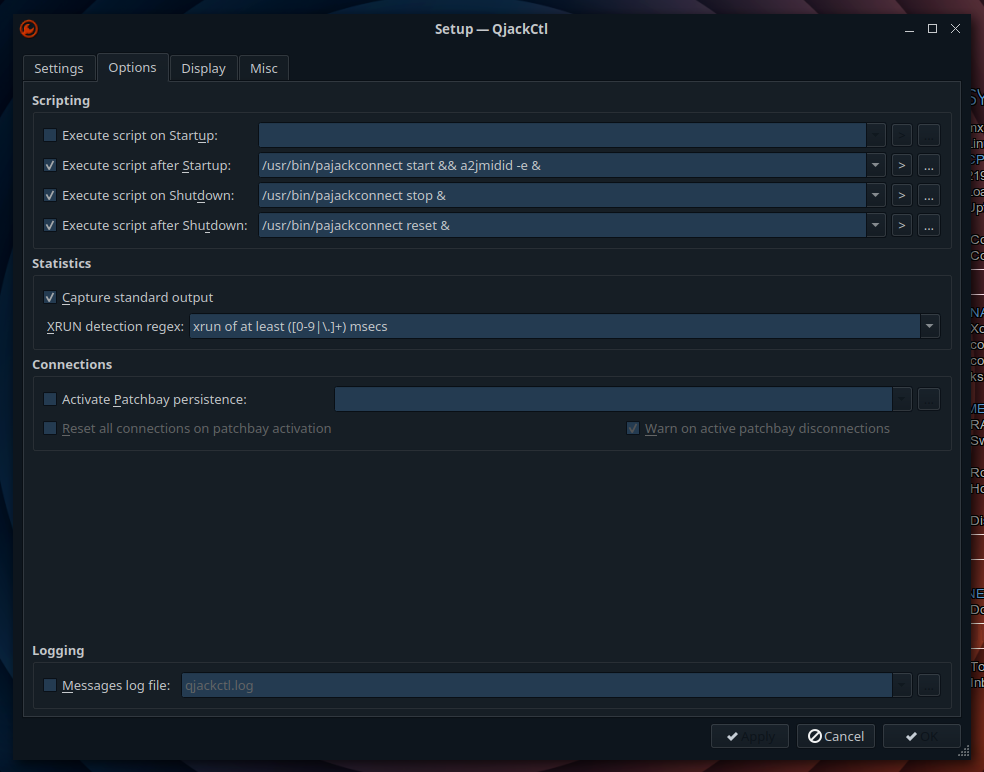 Setup — QjackCtl
Settings Options Display Misc
Scripting
Execute script on Startup:
> ...
Execute script after Startup: /usr/bin/pajackconnect start && a2jmidid -e &
> ...
Execute script on Shutdown: /usr/bin/pajackconnect stop &
> ...
Execute script after Shutdown: /usr/bin/pajackconnect reset &
> ...
Statistics
Capture standard output
XRUN detection regex: xrun of at least ([0-9|\.]+) msecs
Connections
Activate Patchbay persistence: ...
Reset all connections on patchbay activation Warn on active patchbay disconnections
Logging
Messages log file: qjackctl.log ...
Apply Cancel OK